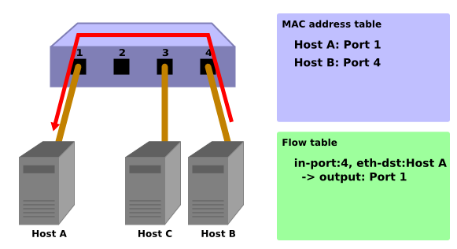 1 2 3 4
Host A
Host C
Host B
MAC address table
Host A: Port 1
Host B: Port 4
Flow table
in-port:4, eth-dst:Host A
-> output: Port 1